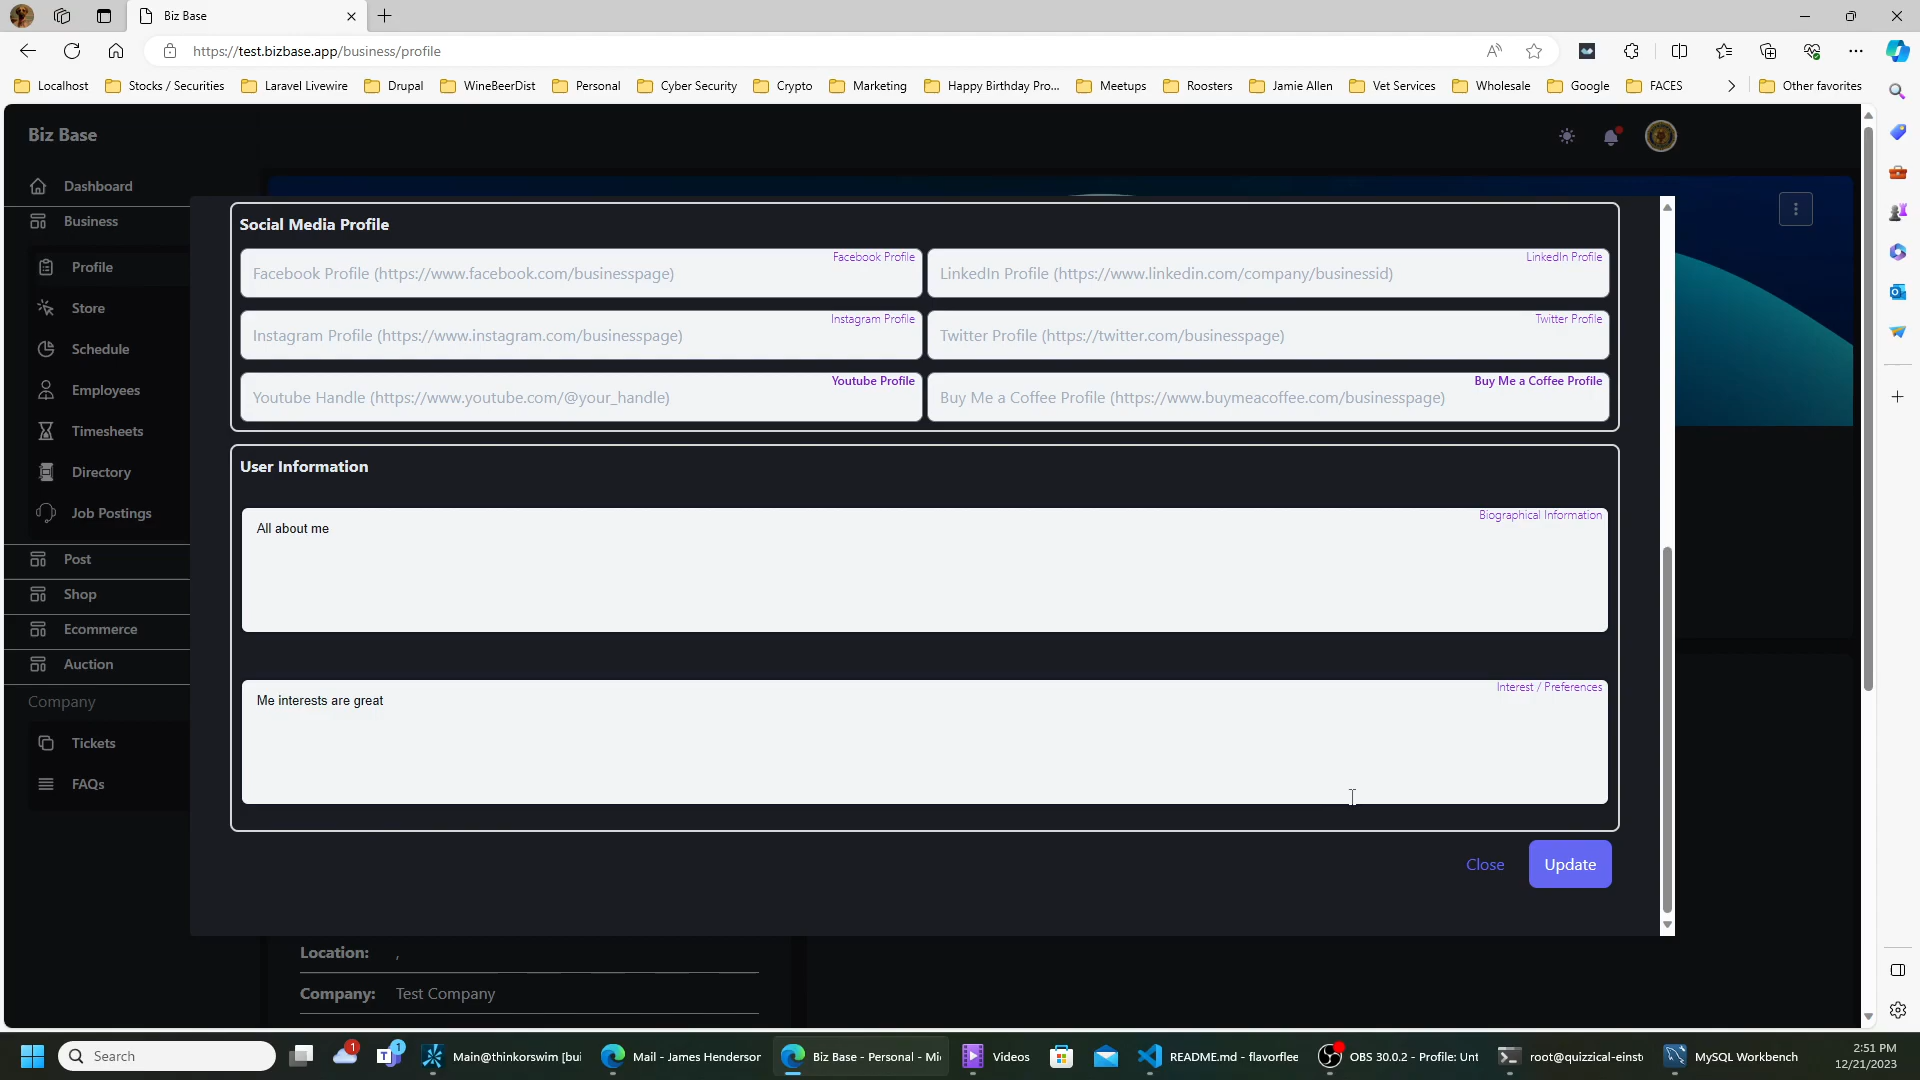 Biz Base
https://test.bizbase.app/business/profile
Localhost
Stocks / Securities
Laravel Livewire
Drupal
WineBeerDist
Personal
Cyber Security
Crypto
Marketing
Happy Birthday Pro...
Meetups
Roosters
Jamie Allen
Vet Services
Wholesale
Google
FACES
Other favorites
Biz Base
Dashboard
Business
Profile
Store
Schedule
Employees
Timesheets
Directory
Job Postings
Post
Shop
Ecommerce
Auction
Company
Tickets
FAQs
Social Media Profile
Facebook Profile
Facebook Profile (https://www.facebook.com/businesspage)
LinkedIn Profile
LinkedIn Profile (https://www.linkedin.com/company/businessid)
Instagram Profile
Instagram Profile (https://www.instagram.com/businesspage)
Twitter Profile
Twitter Profile (https://twitter.com/businesspage)
Youtube Profile
Youtube Handle (https://www.youtube.com/@your_handle)
Buy Me a Coffee Profile
Buy Me a Coffee Profile (https://www.buymeacoffee.com/businesspage)
User Information
Biographical Information
All about me
Interest / Preferences
Me interests are great
Close
Update
Location: ,
Company: Test Company
Search
1
1
Main@thinkorswim [bui
Mail - James Henderson
Biz Base - Personal - Mi
Videos
README.md - flavorflee
OBS 30.0.2 - Profile: Unt
root@quizzical-einst
MySQL Workbench
2:51 PM
12/21/2023